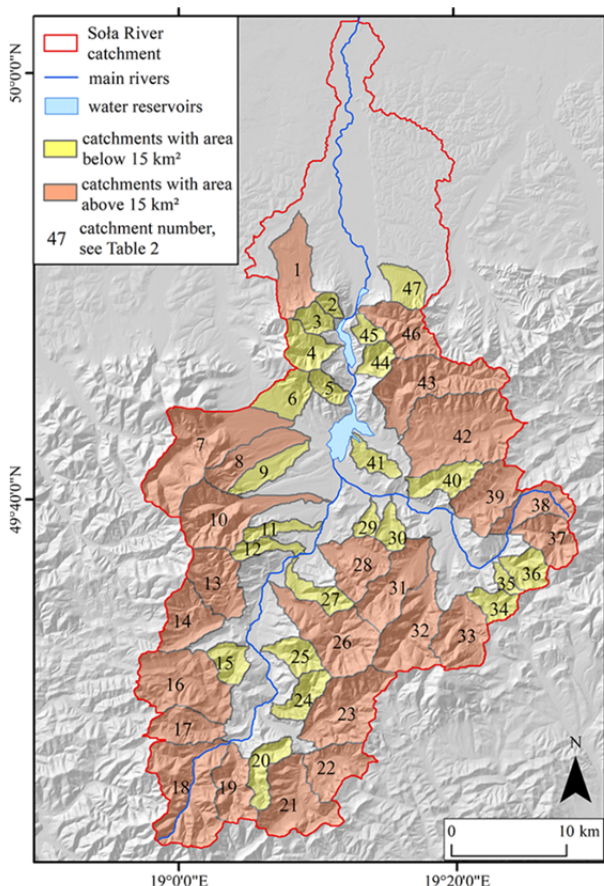 Soła River
catchment
main rivers
water reservoirs
catchments with area
below 15 km²
catchments with area
above 15 km²
47 catchment number,
see Table 2
50°0'0"N
49°40'0"N
1
47
2
3
45
46
4
44
5
43
6
7
42
8
9
41
40
39
38
10
11
29
30
37
12
28
13
31
35
36
27
34
14
26
32
33
25
15
16
24
23
17
20
22
18
19
21
N
0 10 km
19°0'0"E
19°20'0"E